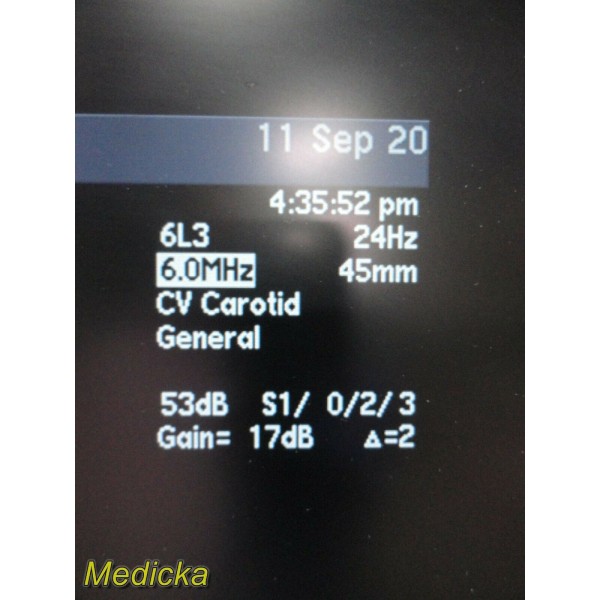 11 Sep 20
4:35:52 pm
6L3 24Hz
6.0MHz 45mm
CV Carotid
General
53dB S1/ 0/2/3
Gain= 17dB Δ=2
Medicka